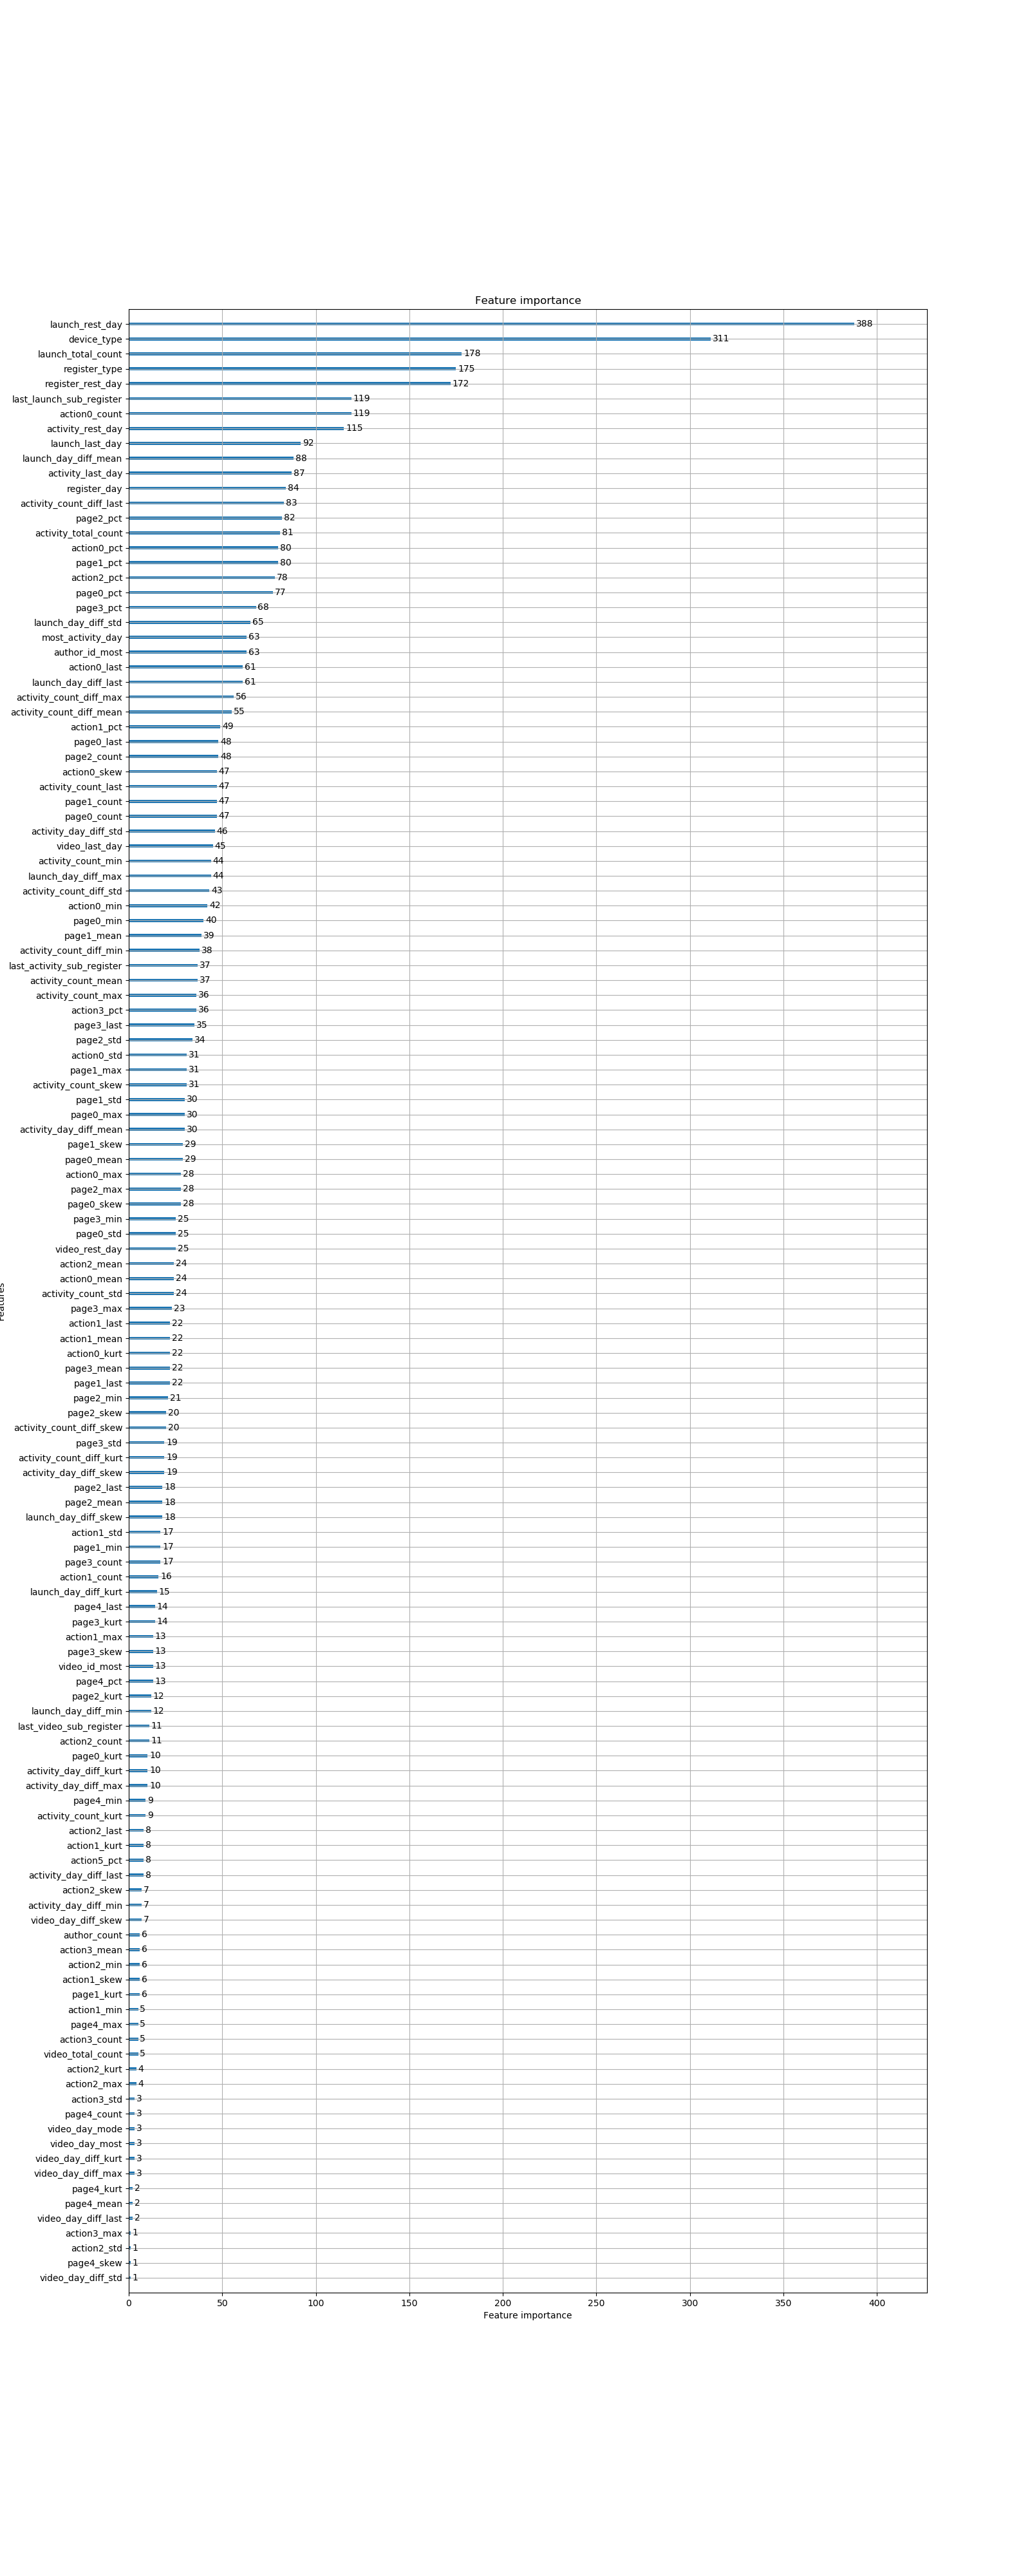 Feature importance
launch_rest_day 388
device_type 311
launch_total_count 178
register_type 175
register_rest_day 172
last_launch_sub_register 119
action0_count 119
activity_rest_day 115
launch_last_day 92
launch_day_diff_mean 88
activity_last_day 87
register_day 84
activity_count_diff_last 83
page2_pct 82
activity_total_count 81
action0_pct 80
page1_pct 80
action2_pct 78
page0_pct 77
page3_pct 68
launch_day_diff_std 65
most_activity_day 63
author_id_most 63
action0_last 61
launch_day_diff_last 61
activity_count_diff_max 56
activity_count_diff_mean 55
action1_pct 49
page0_last 48
page2_count 48
action0_skew 47
activity_count_last 47
page1_count 47
page0_count 47
activity_day_diff_std 46
video_last_day 45
activity_count_min 44
launch_day_diff_max 44
activity_count_diff_std 43
action0_min 42
page0_min 40
page1_mean 39
activity_count_diff_min 38
last_activity_sub_register 37
activity_count_mean 37
activity_count_max 36
action3_pct 36
page3_last 35
page2_std 34
action0_std 31
page1_max 31
activity_count_skew 31
page1_std 30
page0_max 30
activity_day_diff_mean 30
page1_skew 29
page0_mean 29
action0_max 28
page2_max 28
page0_skew 28
page3_min 25
page0_std 25
video_rest_day 25
action2_mean 24
action0_mean 24
activity_count_std 24
Features
page3_max 23
action1_last 22
action1_mean 22
action0_kurt 22
page3_mean 22
page1_last 22
page2_min 21
page2_skew 20
activity_count_diff_skew 20
page3_std 19
activity_count_diff_kurt 19
activity_day_diff_skew 19
page2_last 18
page2_mean 18
launch_day_diff_skew 18
action1_std 17
page1_min 17
page3_count 17
action1_count 16
launch_day_diff_kurt 15
page4_last 14
page3_kurt 14
action1_max 13
page3_skew 13
video_id_most 13
page4_pct 13
page2_kurt 12
launch_day_diff_min 12
last_video_sub_register 11
action2_count 11
page0_kurt 10
activity_day_diff_kurt 10
activity_day_diff_max 10
page4_min 9
activity_count_kurt 9
action2_last 8
action1_kurt 8
action5_pct 8
activity_day_diff_last 8
action2_skew 7
activity_day_diff_min 7
video_day_diff_skew 7
author_count 6
action3_mean 6
action2_min 6
action1_skew 6
page1_kurt 6
action1_min 5
page4_max 5
action3_count 5
video_total_count 5
action2_kurt 4
action2_max 4
action3_std 3
page4_count 3
video_day_mode 3
video_day_most 3
video_day_diff_kurt 3
video_day_diff_max 3
page4_kurt 2
page4_mean 2
video_day_diff_last 2
action3_max 1
action2_std 1
page4_skew 1
video_day_diff_std 1
0 50 100 150 200 250 300 350 400
Feature importance